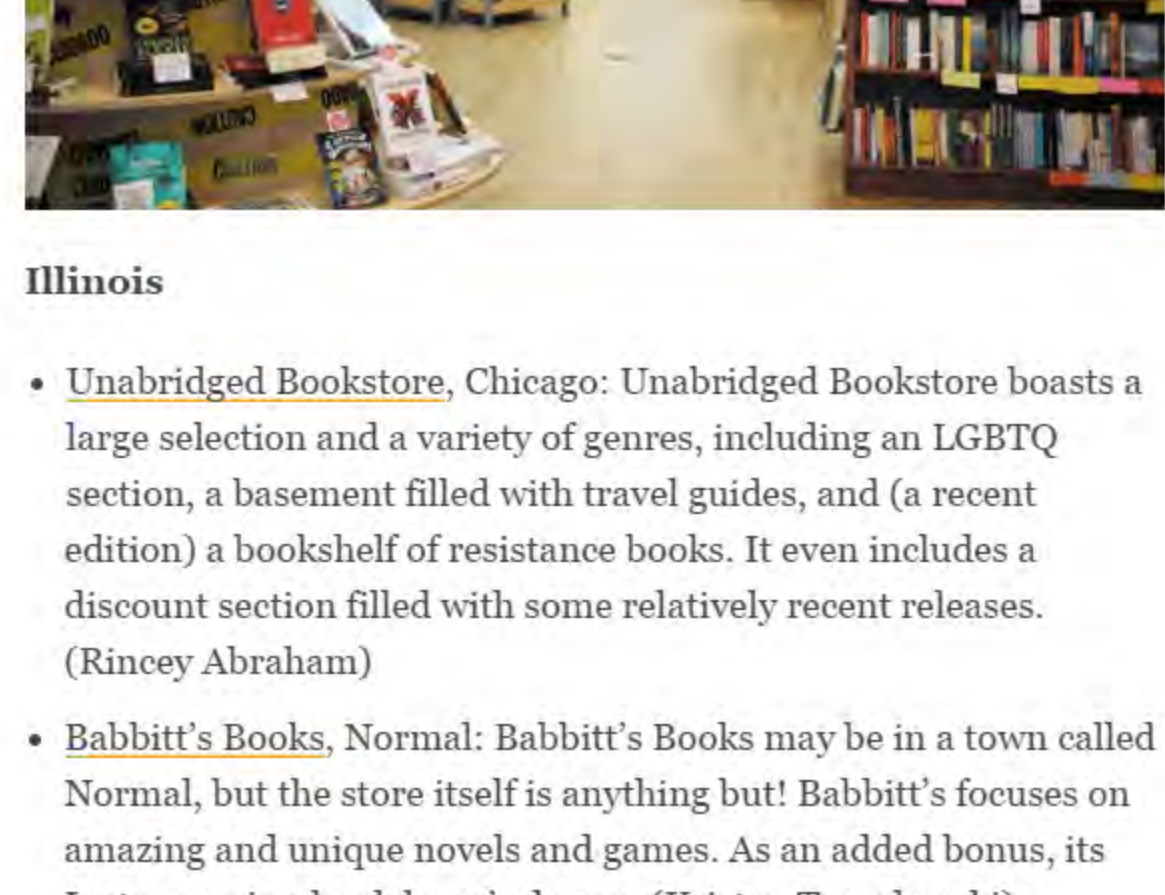 Illinois
• Unabridged Bookstore, Chicago: Unabridged Bookstore boasts a
large selection and a variety of genres, including an LGBTQ
section, a basement filled with travel guides, and (a recent
edition) a bookshelf of resistance books. It even includes a
discount section filled with some relatively recent releases.
(Rincey Abraham)
• Babbitt’s Books, Normal: Babbitt’s Books may be in a town called
Normal, but the store itself is anything but! Babbitt’s focuses on
amazing and unique novels and games. As an added bonus, its